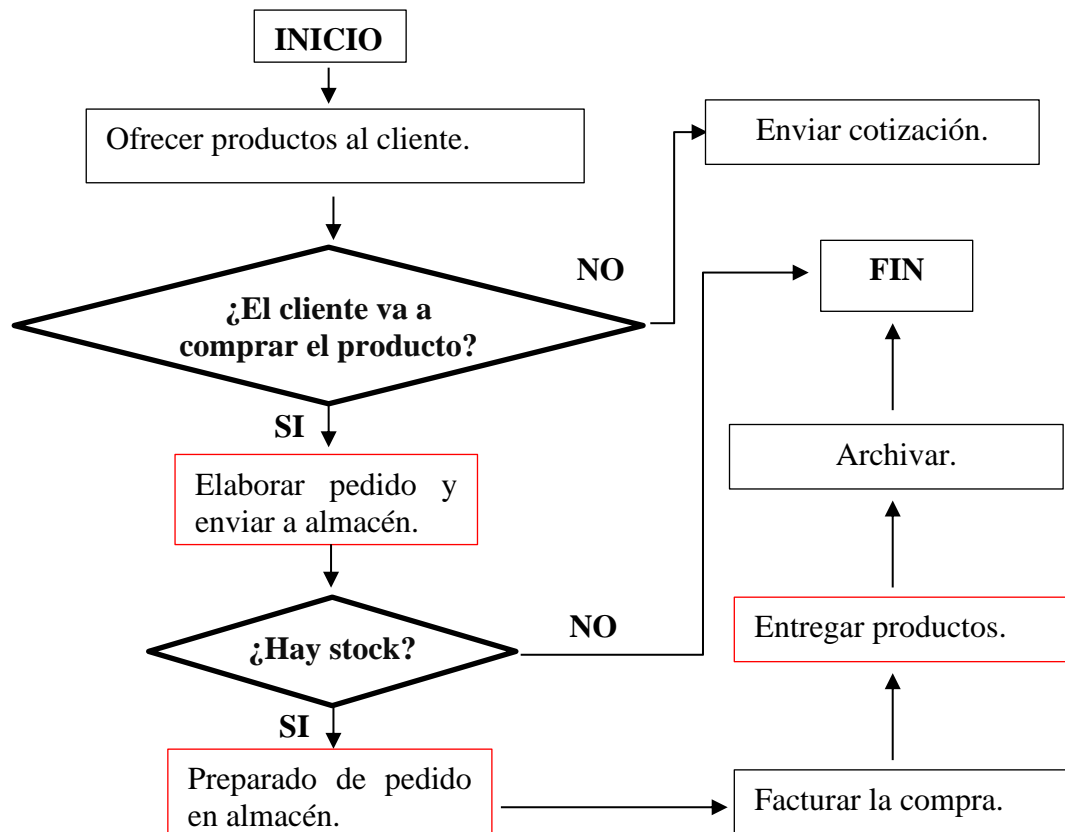 INICIO
Ofrecer productos al cliente.
Enviar cotización.
NO
FIN
¿El cliente va a
comprar el producto?
SI
Archivar.
Elaborar pedido y
enviar a almacén.
NO
Entregar productos.
¿Hay stock?
SI
Preparado de pedido
en almacén.
Facturar la compra.